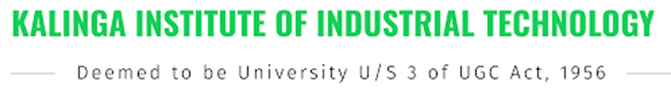 KALINGA INSTITUTE OF INDUSTRIAL TECHNOLOGY
Deemed to be University U/S 3 of UGC Act, 1956